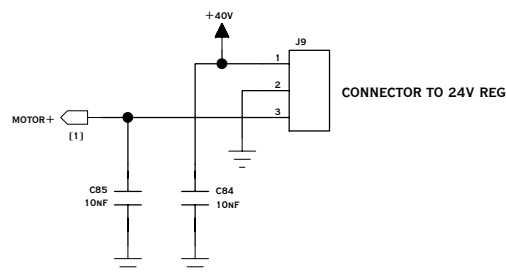 +40V
J9
1
2
3
CONNECTOR TO 24V REG
MOTOR+
[1]
C85
10NF
C84
10NF